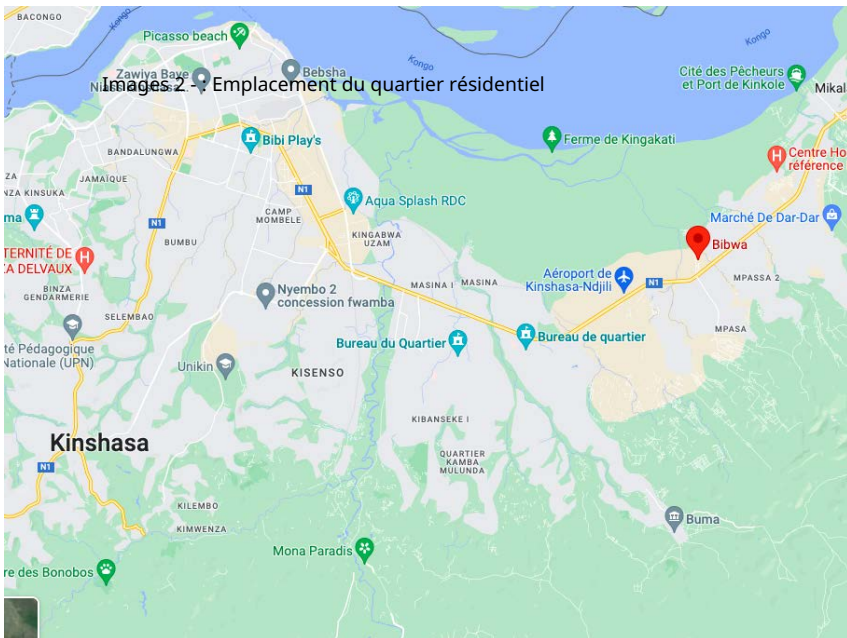 BACONGO
Kongo
Picasso beach
Zawiya Baye
Niass Kinshasa
Bebsha
Images 2 - : Emplacement du quartier résidentiel
Kongo
Kongo
Cité des Pêcheurs
et Port de Kinkole
Mikal
Bibi Play's
Ferme de Kingakati
Centre Ho
référence
BANDALUNGWA
JAMAÏQUE
ZA
NZA KINSUKA
N1
Aqua Splash RDC
CAMP
MOMBELE
ma
N1
Marché De Dar-Dar
KINGABWA
UZAM
BUMBU
Bibwa
TERNITÉ DE
A DELVAUX
Aéroport de
Kinshasa-Ndjili
N1
MPASSA 2
BINZA
GENDARMERIE
Nyembo 2
concession fwamba
MASINA I
MASINA
SELEMBAO
MPASA
té Pédagogique
Nationale (UPN)
Bureau du Quartier
Bureau de quartier
Unikin
KISENSO
KIBANSEKE I
Kinshasa
QUARTIER
KAMBA
MULUNDA
N1
KILEMBO
KIMWENZA
Buma
Mona Paradis
re des Bonobos